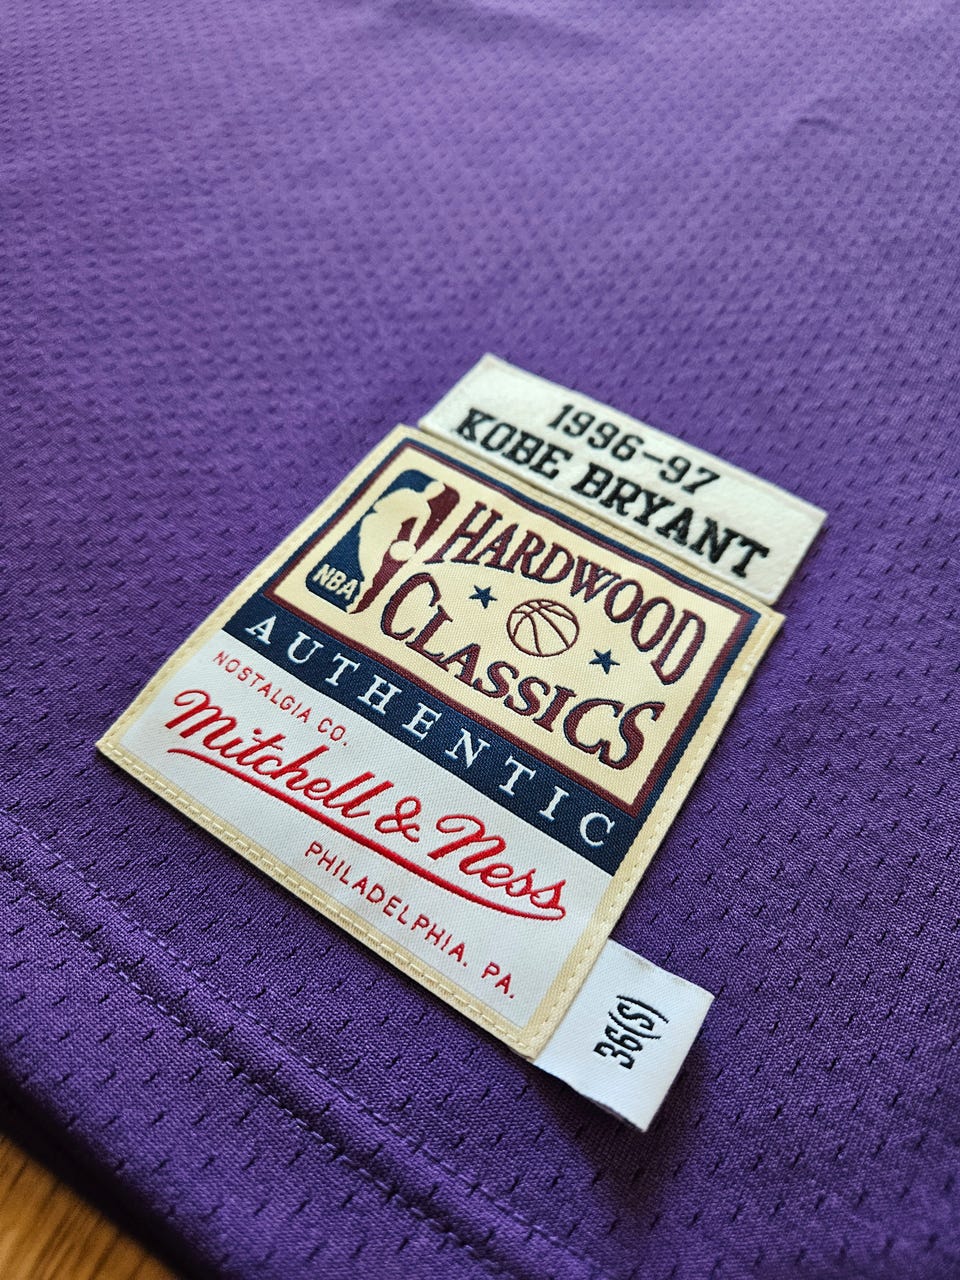 1996-97
KOBE BRYANT
NBA
HARDWOOD
CLASSICS
AUTHENTIC
NOSTALGIA CO.
Mitchell & Ness
PHILADELPHIA. PA.
36(S)